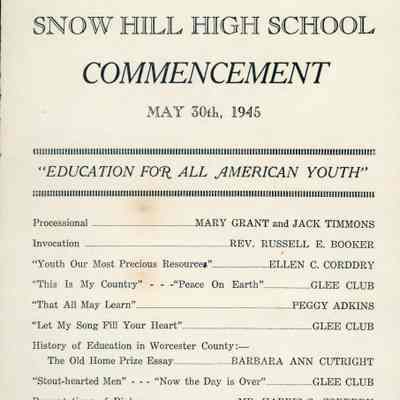 SNOW HILL HIGH SCHOOL
COMMENCEMENT
MAY 30th, 1945
"EDUCATION FOR ALL AMERICAN YOUTH"
Processional MARY GRANT and JACK TIMMONS
Invocation REV. RUSSELL E. BOOKER
"Youth Our Most Precious Resources" ELLEN C. CORDDRY
"This Is My Country" - - -"Peace On Earth" GLEE CLUB
"That All May Learn" PEGGY ADKINS
"Let My Song Fill Your Heart" GLEE CLUB
History of Education in Worcester County:—
The Old Home Prize Essay BARBARA ANN CUTRIGHT
"Stout-hearted Men" - - - "Now the Day is Over" GLEE CLUB